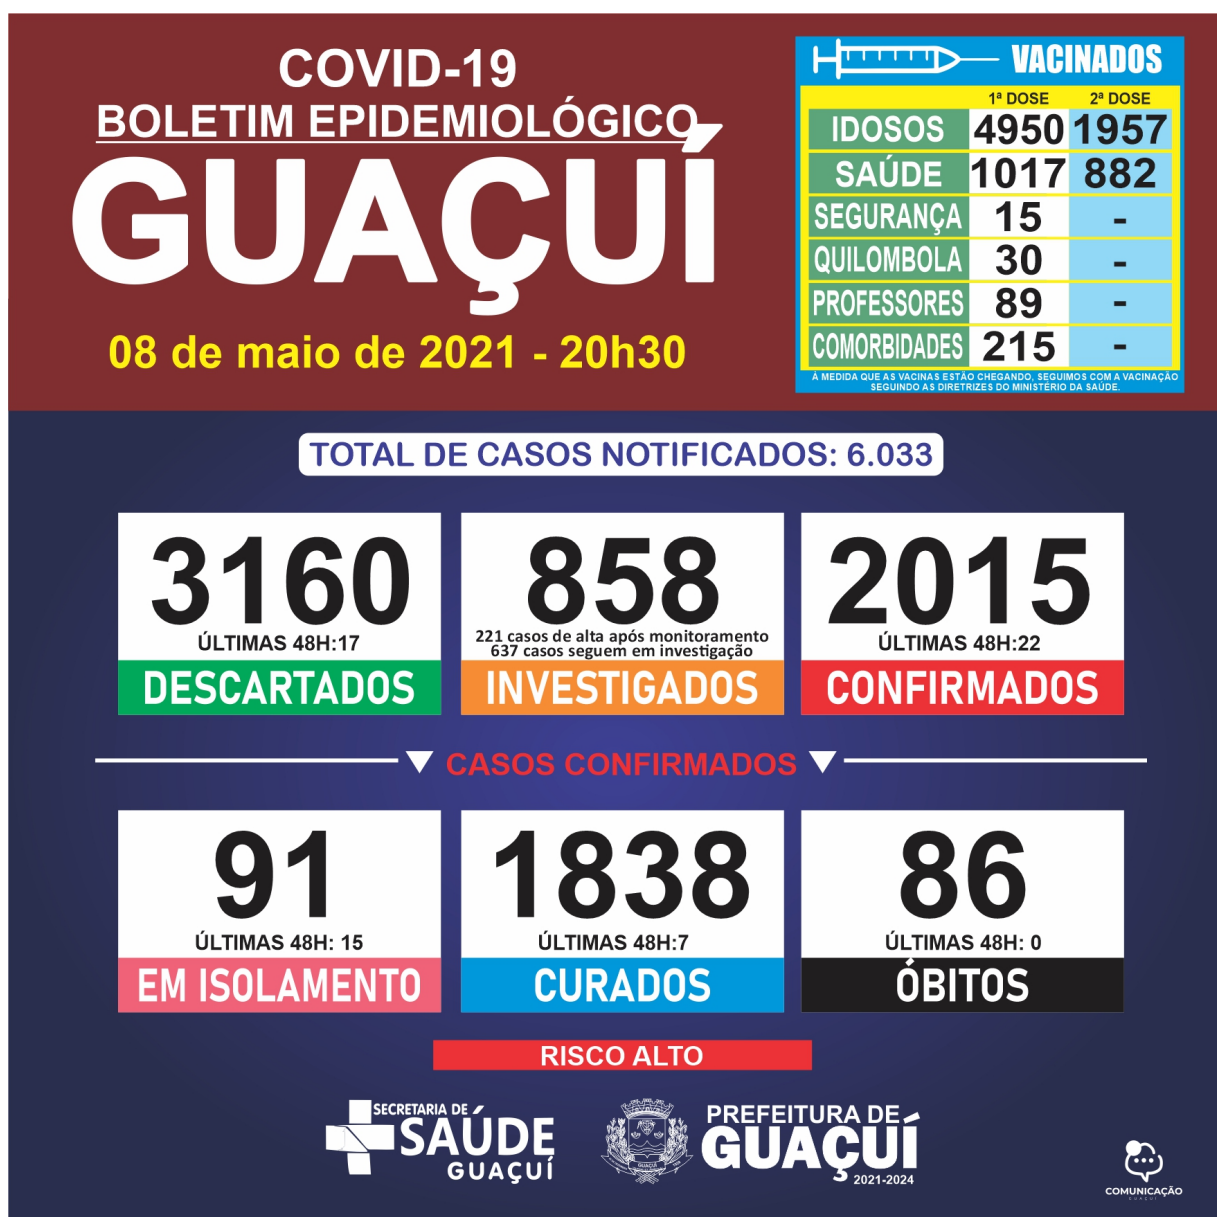 COVID-19
BOLETIM EPIDEMIOLÓGICO
GUAÇUÍ
08 de maio de 2021 - 20h30
VACINADOS
1ª DOSE 2ª DOSE
IDOSOS 4950 1957
SAÚDE 1017 882
SEGURANÇA 15 -
QUILOMBOLA 30 -
PROFESSORES 89 -
COMORBIDADES 215 -
À MEDIDA QUE AS VACINAS ESTÃO CHEGANDO, SEGUIMOS COM A VACINAÇÃO
SEGUINDO AS DIRETRIZES DO MINISTÉRIO DA SAÚDE.
TOTAL DE CASOS NOTIFICADOS: 6.033
3160
ÚLTIMAS 48H:17
DESCARTADOS
858
221 casos de alta após monitoramento
637 casos seguem em investigação
INVESTIGADOS
2015
ÚLTIMAS 48H:22
CONFIRMADOS
CASOS CONFIRMADOS
91
ÚLTIMAS 48H: 15
EM ISOLAMENTO
1838
ÚLTIMAS 48H:7
CURADOS
86
ÚLTIMAS 48H: 0
ÓBITOS
RISCO ALTO
SECRETARIA DE
SAÚDE
GUAÇUÍ
GUAÇUÍ
PREFEITURA DE
GUAÇUÍ
2021-2024
COMUNICAÇÃO
GUAÇUÍ